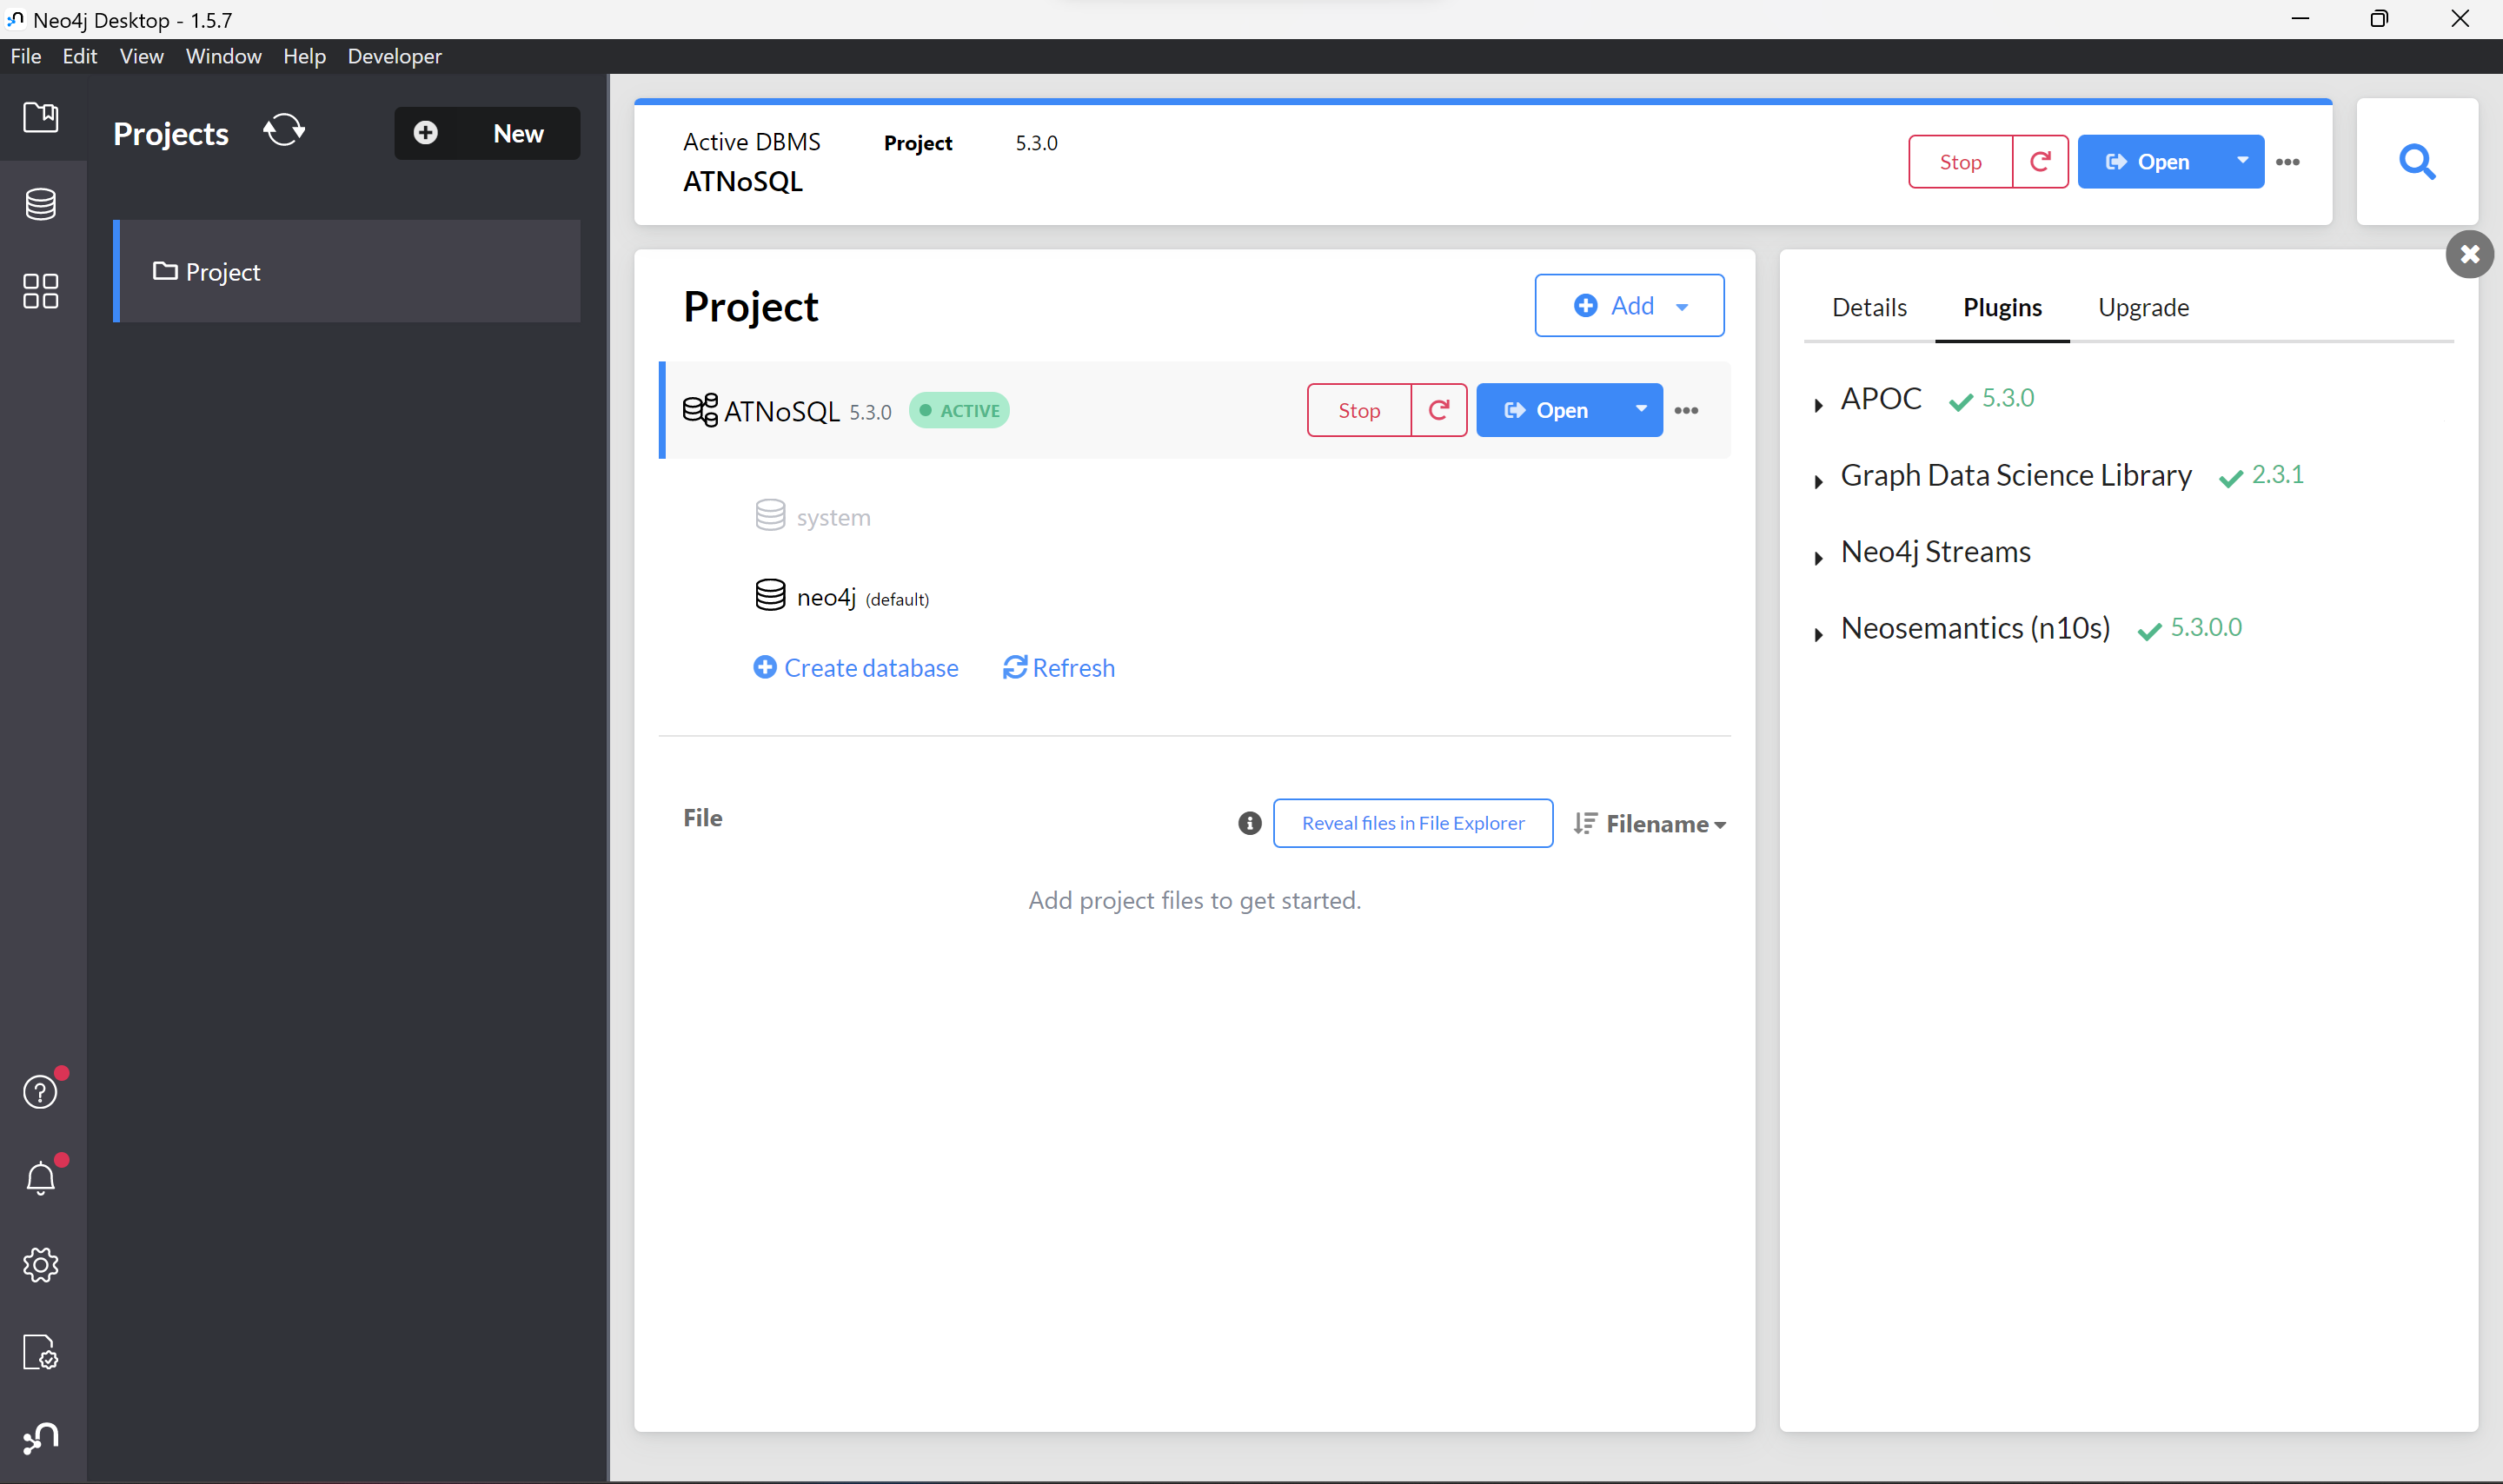 Neo4j Desktop - 1.5.7
File Edit View Window Help Developer
Projects
New
Project
Active DBMS
ATNoSQL
Project
5.3.0
Stop
Open
Project
Add
ATNoSQL 5.3.0 ACTIVE
Stop
Open
system
neo4j (default)
Create database Refresh
File
Reveal files in File Explorer
Filename
Add project files to get started.
Details Plugins Upgrade
APOC 5.3.0
Graph Data Science Library 2.3.1
Neo4j Streams
Neosemantics (n10s) 5.3.0.0